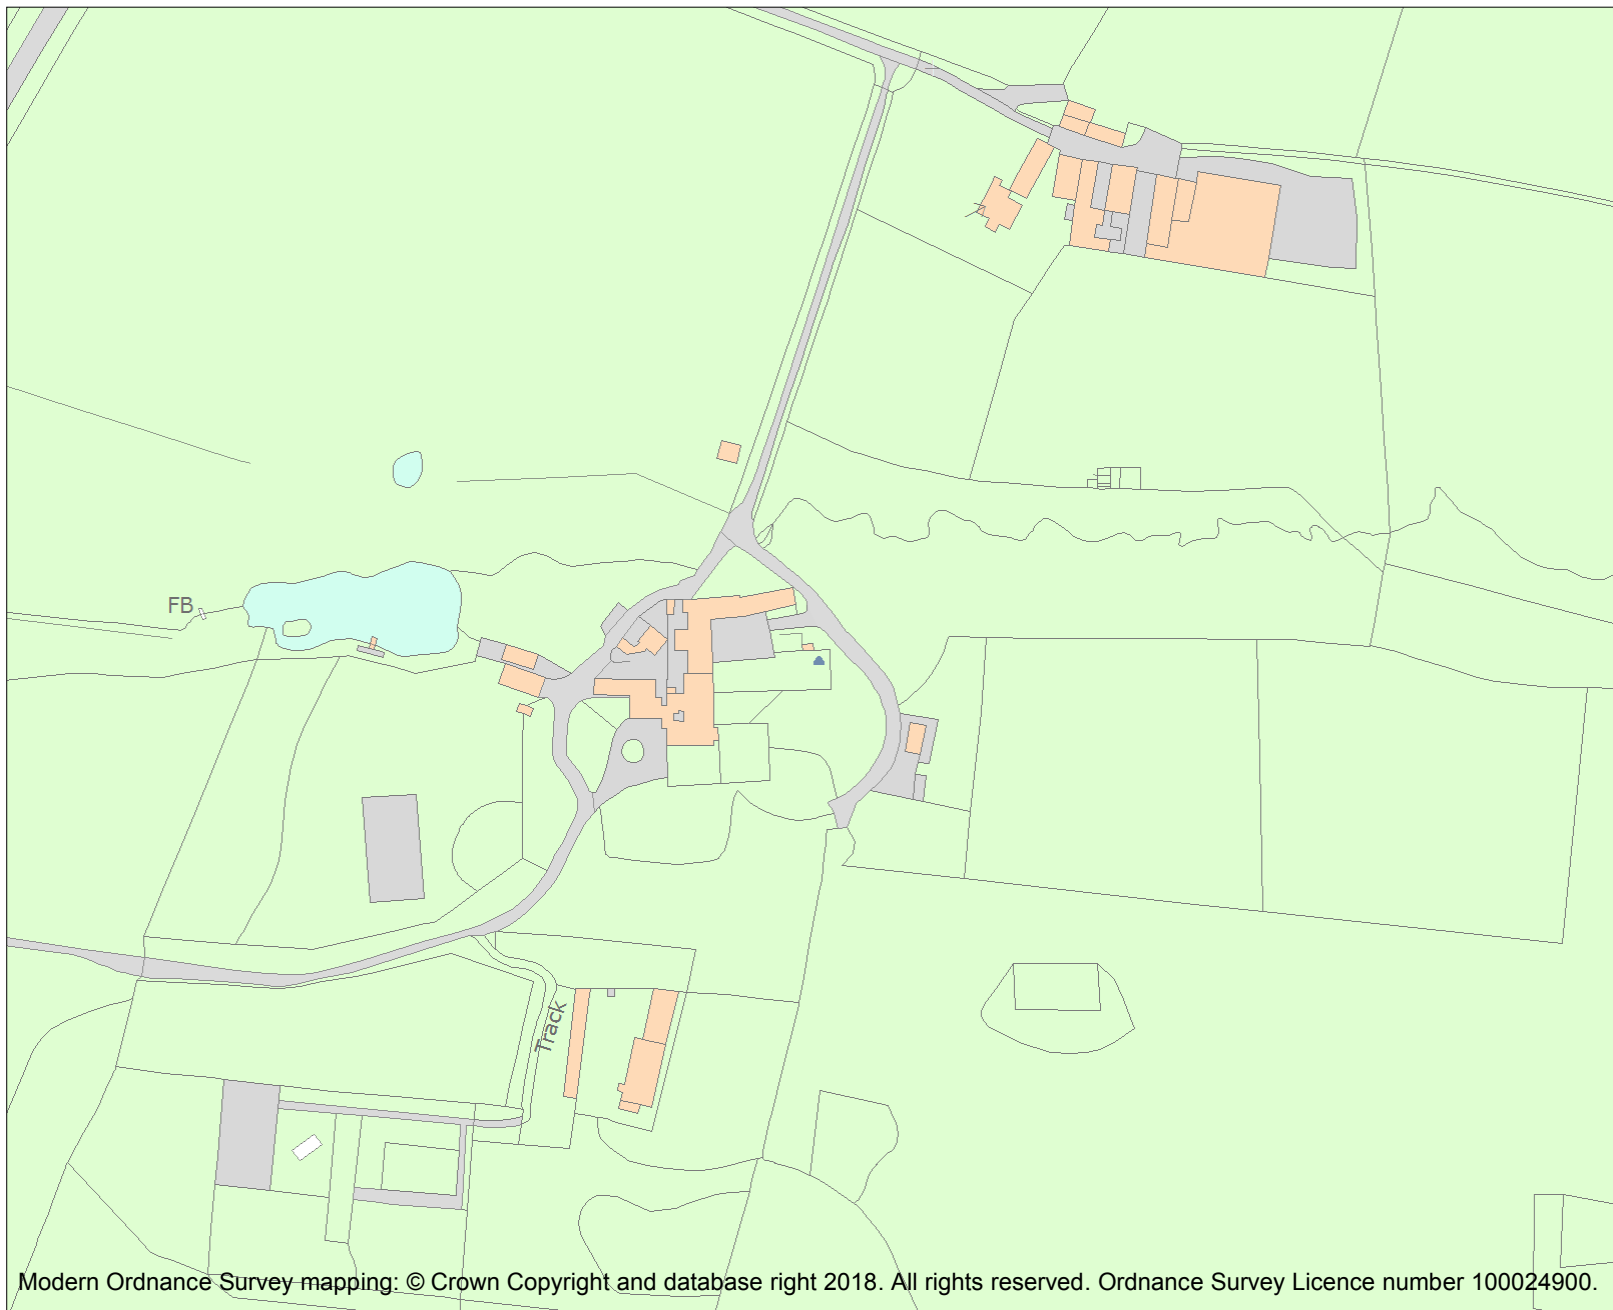 FB
Track
Modern Ordnance Survey mapping: © Crown Copyright and database right 2018. All rights reserved. Ordnance Survey Licence number 100024900.